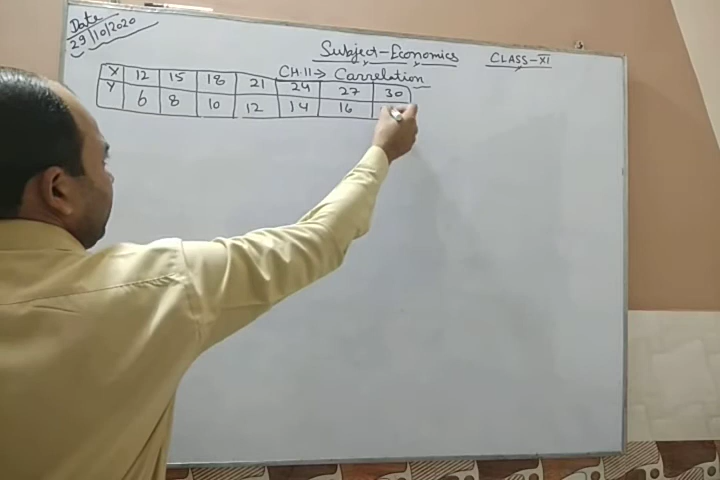 Date
29/10/2020
Subject-Economics CLASS-XI
CH.11→ Correlation
X 12 15 18 21 24 27 30
Y 6 8 10 12 14 16